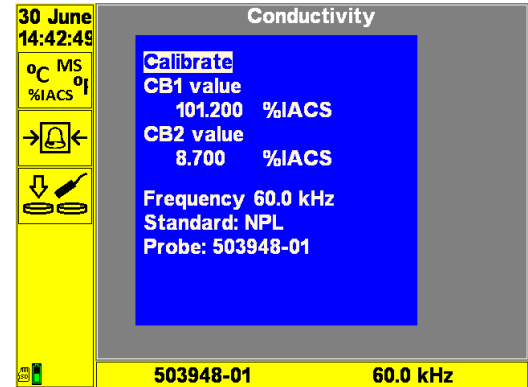 30 June
14:42:49
Conductivity
°C MS
%IACS
Calibrate
CB1 value
101.200 %IACS
CB2 value
8.700 %IACS
Frequency 60.0 kHz
Standard: NPL
Probe: 503948-01
503948-01 60.0 kHz